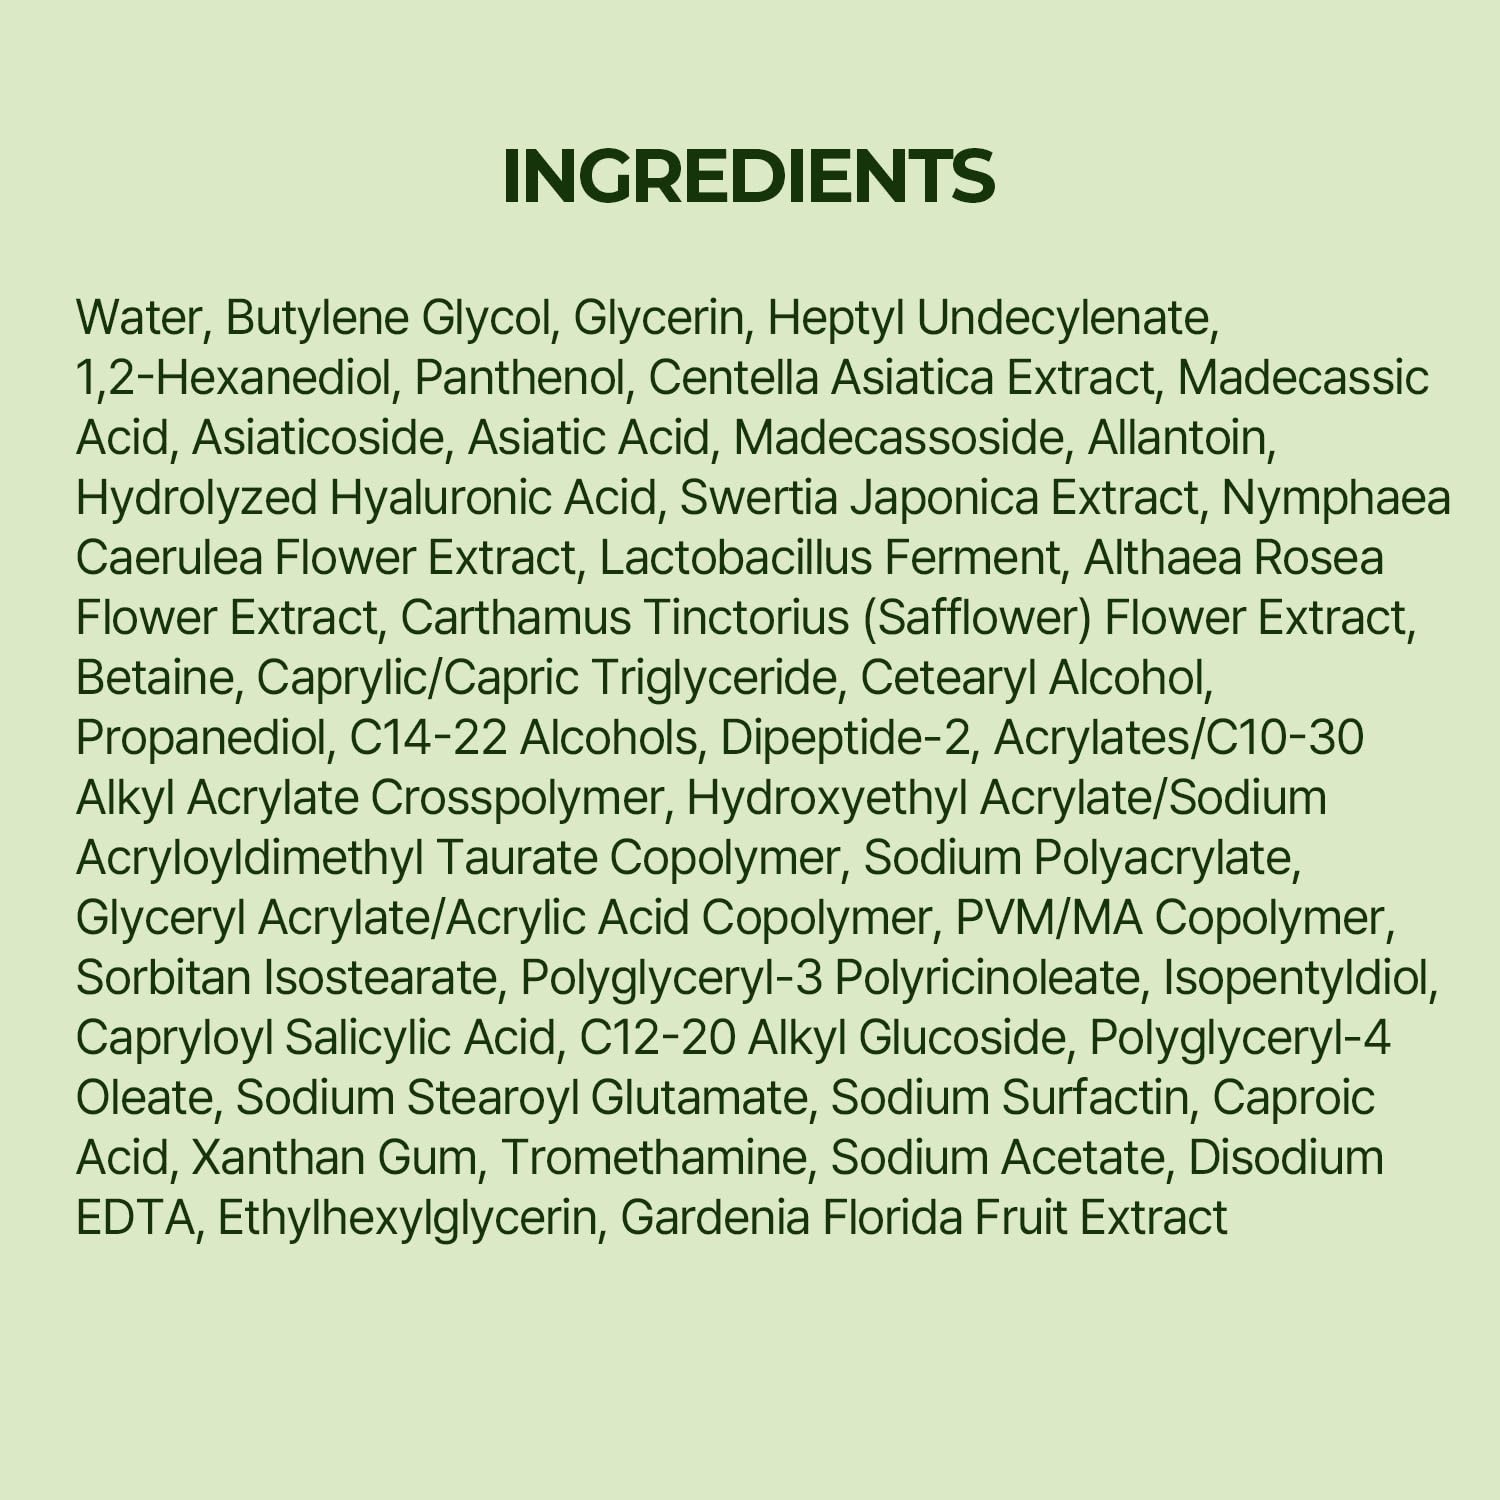 INGREDIENTS
Water, Butylene Glycol, Glycerin, Heptyl Undecylenate,
1,2-Hexanediol, Panthenol, Centella Asiatica Extract, Madecassic
Acid, Asiaticoside, Asiatic Acid, Madecassoside, Allantoin,
Hydrolyzed Hyaluronic Acid, Swertia Japonica Extract, Nymphaea
Caerulea Flower Extract, Lactobacillus Ferment, Althaea Rosea
Flower Extract, Carthamus Tinctorius (Safflower) Flower Extract,
Betaine, Caprylic/Capric Triglyceride, Cetearyl Alcohol,
Propanediol, C14-22 Alcohols, Dipeptide-2, Acrylates/C10-30
Alkyl Acrylate Crosspolymer, Hydroxyethyl Acrylate/Sodium
Acryloyldimethyl Taurate Copolymer, Sodium Polyacrylate,
Glyceryl Acrylate/Acrylic Acid Copolymer, PVM/MA Copolymer,
Sorbitan Isostearate, Polyglyceryl-3 Polyricinoleate, Isopentyldiol,
Capryloyl Salicylic Acid, C12-20 Alkyl Glucoside, Polyglyceryl-4
Oleate, Sodium Stearoyl Glutamate, Sodium Surfactin, Caproic
Acid, Xanthan Gum, Tromethamine, Sodium Acetate, Disodium
EDTA, Ethylhexylglycerin, Gardenia Florida Fruit Extract